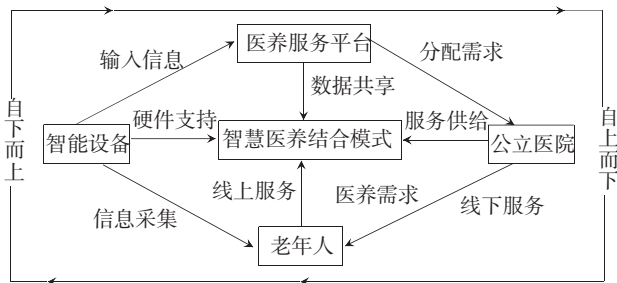 医养服务平台
输入信息
分配需求
数据共享
自下而上
自上而下
硬件支持
服务供给
智能设备
智慧医养结合模式
公立医院
线上服务
医养需求
信息采集
线下服务
老年人